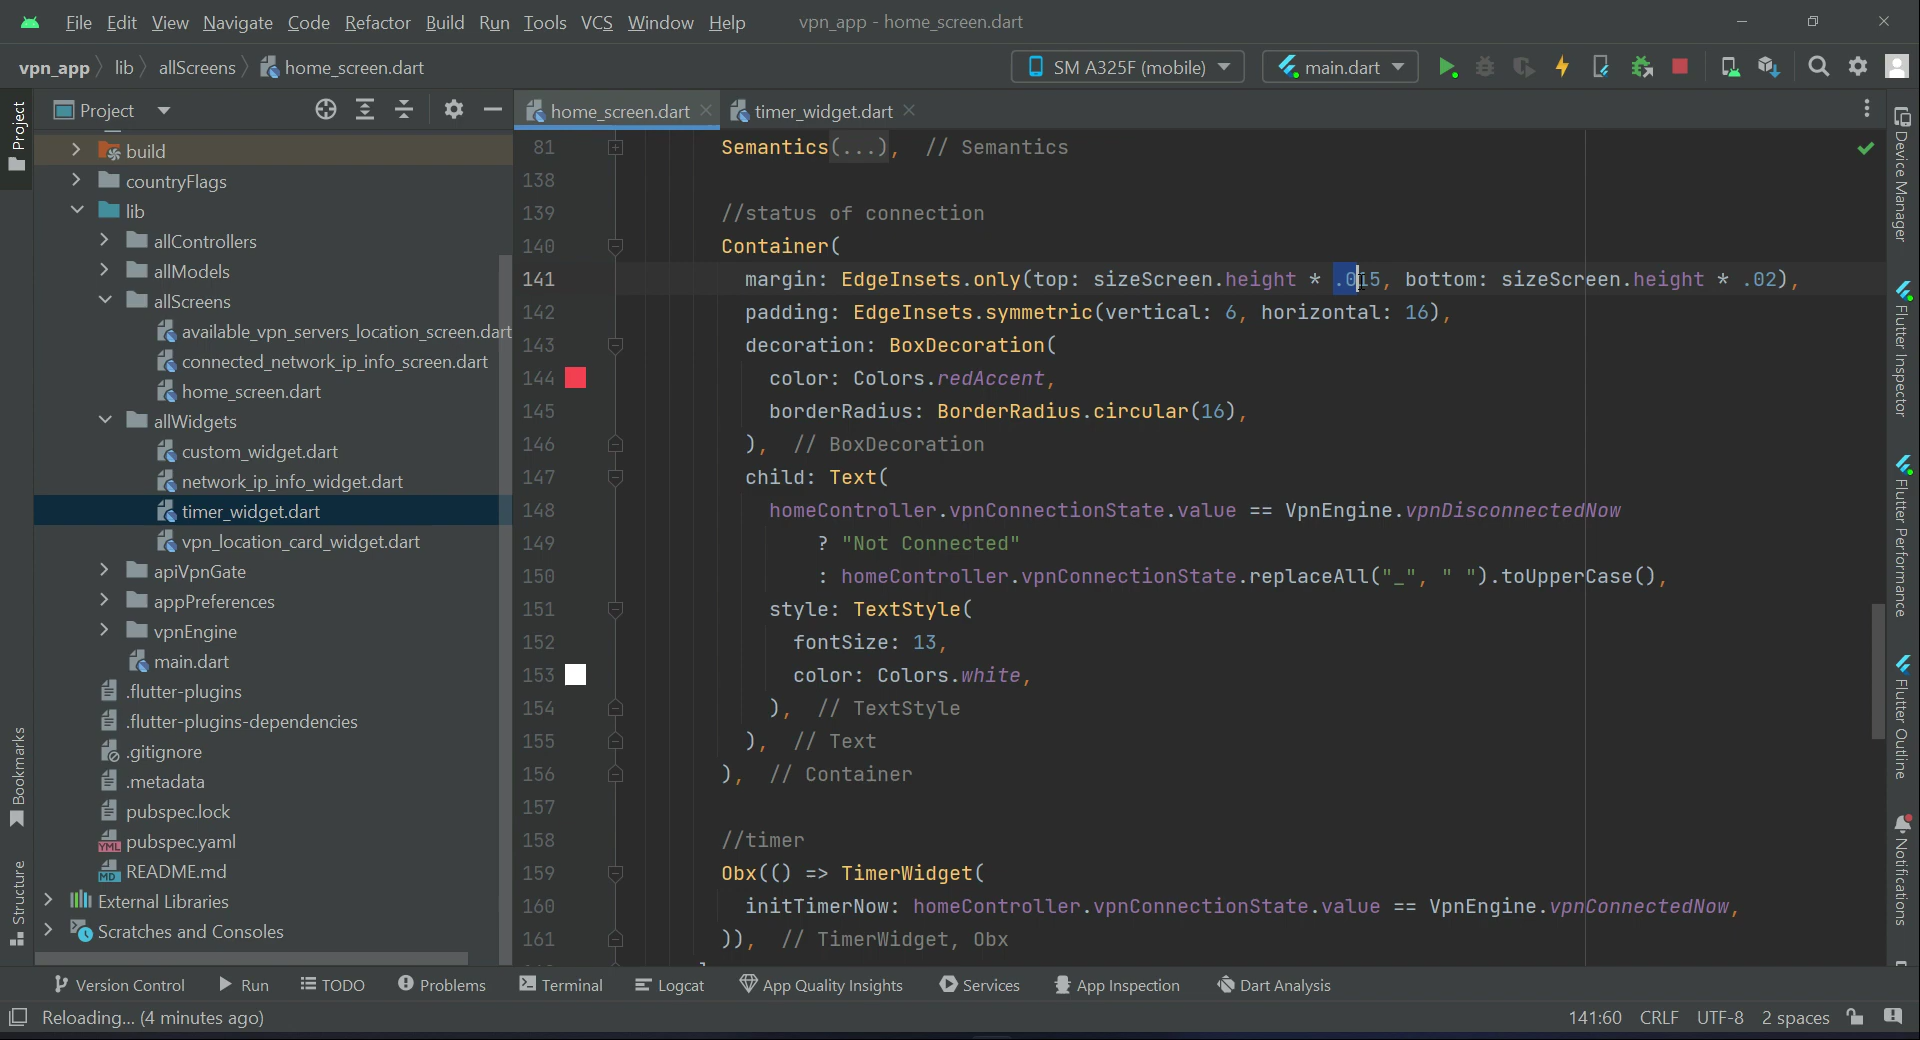 File Edit View Navigate Code Refactor Build Run Tools VCS Window Help vpn_app - home_screen.dart
vpn_app lib allScreens home_screen.dart SM A325F (mobile) main.dart
Project
home_screen.dart timer_widget.dart
build
countryFlags
lib
allControllers
allModels
allScreens
available_vpn_servers_location_screen.dart
connected_network_ip_info_screen.dart
home_screen.dart
allWidgets
custom_widget.dart
network_ip_info_widget.dart
timer_widget.dart
vpn_location_card_widget.dart
apiVpnGate
appPreferences
vpnEngine
main.dart
.flutter-plugins
.flutter-plugins-dependencies
.gitignore
.metadata
pubspec.lock
YML pubspec.yaml
MD README.md
External Libraries
Scratches and Consoles
81 Semantics(...), // Semantics
138
139 //status of connection
140 Container(
141 margin: EdgeInsets.only(top: sizeScreen.height * .015, bottom: sizeScreen.height * .02),
142 padding: EdgeInsets.symmetric(vertical: 6, horizontal: 16),
143 decoration: BoxDecoration(
144 color: Colors.redAccent,
145 borderRadius: BorderRadius.circular(16),
146 ), // BoxDecoration
147 child: Text(
148 homeController.vpnConnectionState.value == VpnEngine.vpnDisconnectedNow
149 ? "Not Connected"
150 : homeController.vpnConnectionState.replaceAll("_", " ").toUpperCase(),
151 style: TextStyle(
152 fontSize: 13,
153 color: Colors.white,
154 ), // TextStyle
155 ), // Text
156 ), // Container
157
158 //timer
159 Obx(() => TimerWidget(
160 initTimerNow: homeController.vpnConnectionState.value == VpnEngine.vpnConnectedNow,
161 )), // TimerWidget, Obx
Project
Bookmarks
Structure
Device Manager
Flutter Inspector
Flutter Performance
Flutter Outline
Notifications
Version Control Run TODO Problems Terminal Logcat App Quality Insights Services App Inspection Dart Analysis
Reloading... (4 minutes ago) 141:60 CRLF UTF-8 2 spaces